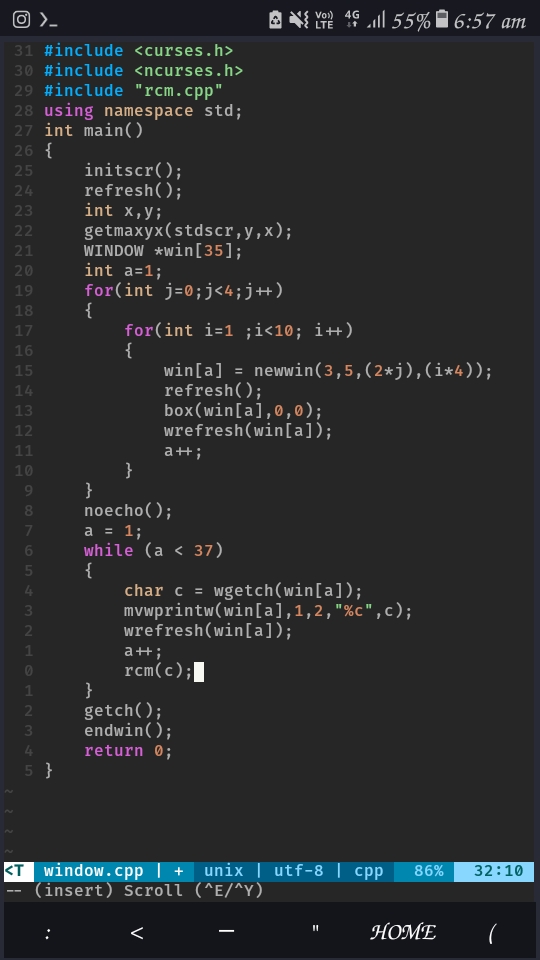 Vo)) LTE 4G 55% 6:57 am
31 #include <curses.h>
30 #include <ncurses.h>
29 #include "rcm.cpp"
28 using namespace std;
27 int main()
26 {
25     initscr();
24     refresh();
23     int x,y;
22     getmaxyx(stdscr,y,x);
21     WINDOW *win[35];
20     int a=1;
19     for(int j=0;j<4;j++)
18     {
17         for(int i=1 ;i<10; i++)
16         {
15             win[a] = newwin(3,5,(2*j),(i*4));
14             refresh();
13             box(win[a],0,0);
12             wrefresh(win[a]);
11             a++;
10         }
9     }
8     noecho();
7     a = 1;
6     while (a < 37)
5     {
4         char c = wgetch(win[a]);
3         mvwprintw(win[a],1,2,"%c",c);
2         wrefresh(win[a]);
1         a++;
0         rcm(c);
1     }
2     getch();
3     endwin();
4     return 0;
5 }
~
~
~
~
<T window.cpp | + unix | utf-8 | cpp 86% 32:10
-- (insert) Scroll (^E/^Y)
: < — " HOME (